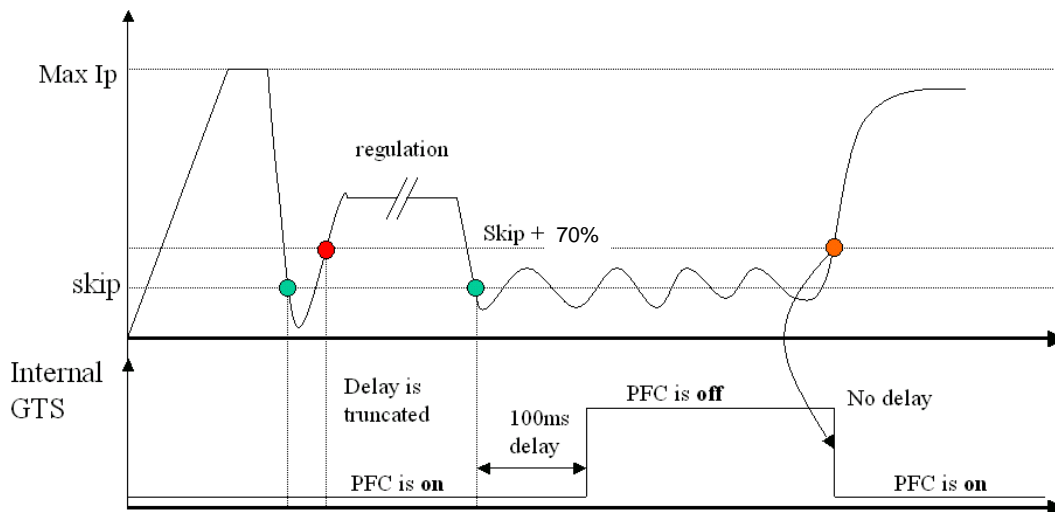 Max Ip
regulation
Skip + 70%
skip
Internal
GTS
Delay is
truncated
100ms
delay
PFC is off
No delay
PFC is on
PFC is on